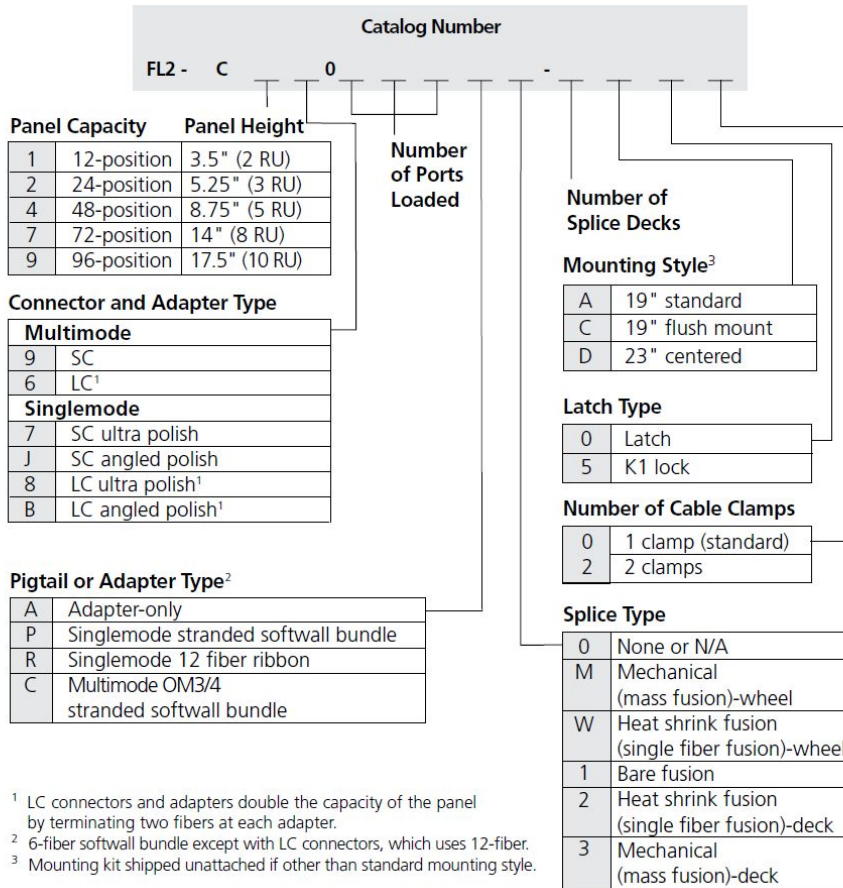 Catalog Number
FL2 - C _ _ 0 _ _ _ _ _ - _ _ _ _
Panel Capacity Panel Height
1 12-position 3.5" (2 RU)
2 24-position 5.25" (3 RU)
4 48-position 8.75" (5 RU)
7 72-position 14" (8 RU)
9 96-position 17.5" (10 RU)
Connector and Adapter Type
Multimode
9 SC
6 LC¹
Singlemode
7 SC ultra polish
J SC angled polish
8 LC ultra polish¹
B LC angled polish¹
Pigtail or Adapter Type²
A Adapter-only
P Singlemode stranded softwall bundle
R Singlemode 12 fiber ribbon
C Multimode OM3/4
stranded softwall bundle
¹ LC connectors and adapters double the capacity of the panel
by terminating two fibers at each adapter.
² 6-fiber softwall bundle except with LC connectors, which uses 12-fiber.
³ Mounting kit shipped unattached if other than standard mounting style.
Number
of Ports
Loaded
Number of
Splice Decks
Mounting Style³
A 19" standard
C 19" flush mount
D 23" centered
Latch Type
0 Latch
5 K1 lock
Number of Cable Clamps
0 1 clamp (standard)
2 2 clamps
Splice Type
0 None or N/A
M Mechanical
(mass fusion)-wheel
W Heat shrink fusion
(single fiber fusion)-wheel
1 Bare fusion
2 Heat shrink fusion
(single fiber fusion)-deck
3 Mechanical
(mass fusion)-deck